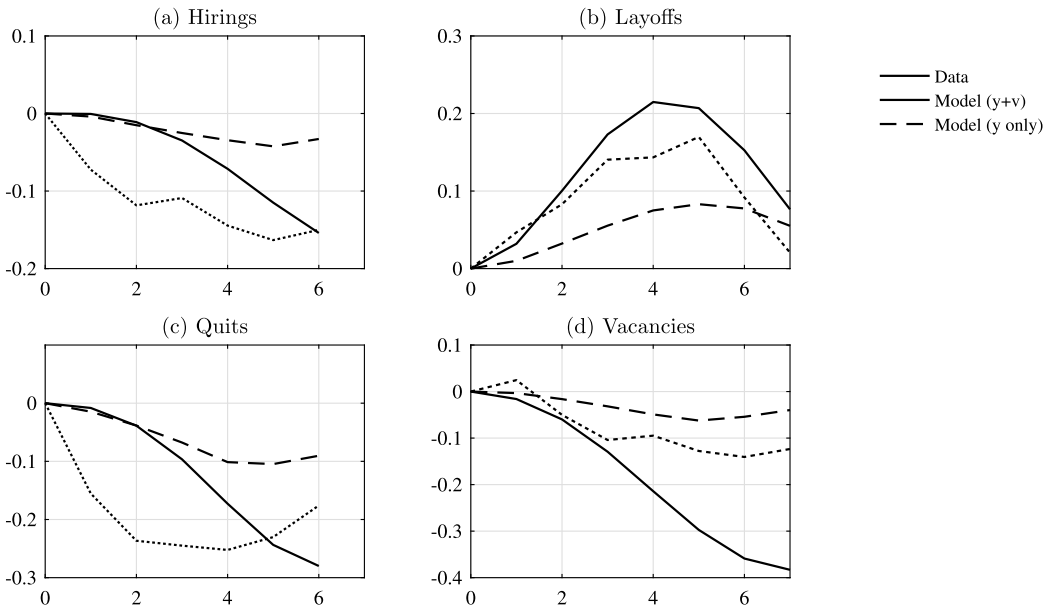 (a) Hirings
0.1
0
-0.1
-0.2
0 2 4 6
(b) Layoffs
0.3
0.2
0.1
0
0 2 4 6
Data
Model (y+v)
Model (y only)
(c) Quits
0
-0.1
-0.2
-0.3
0 2 4 6
(d) Vacancies
0.1
0
-0.1
-0.2
-0.3
-0.4
0 2 4 6